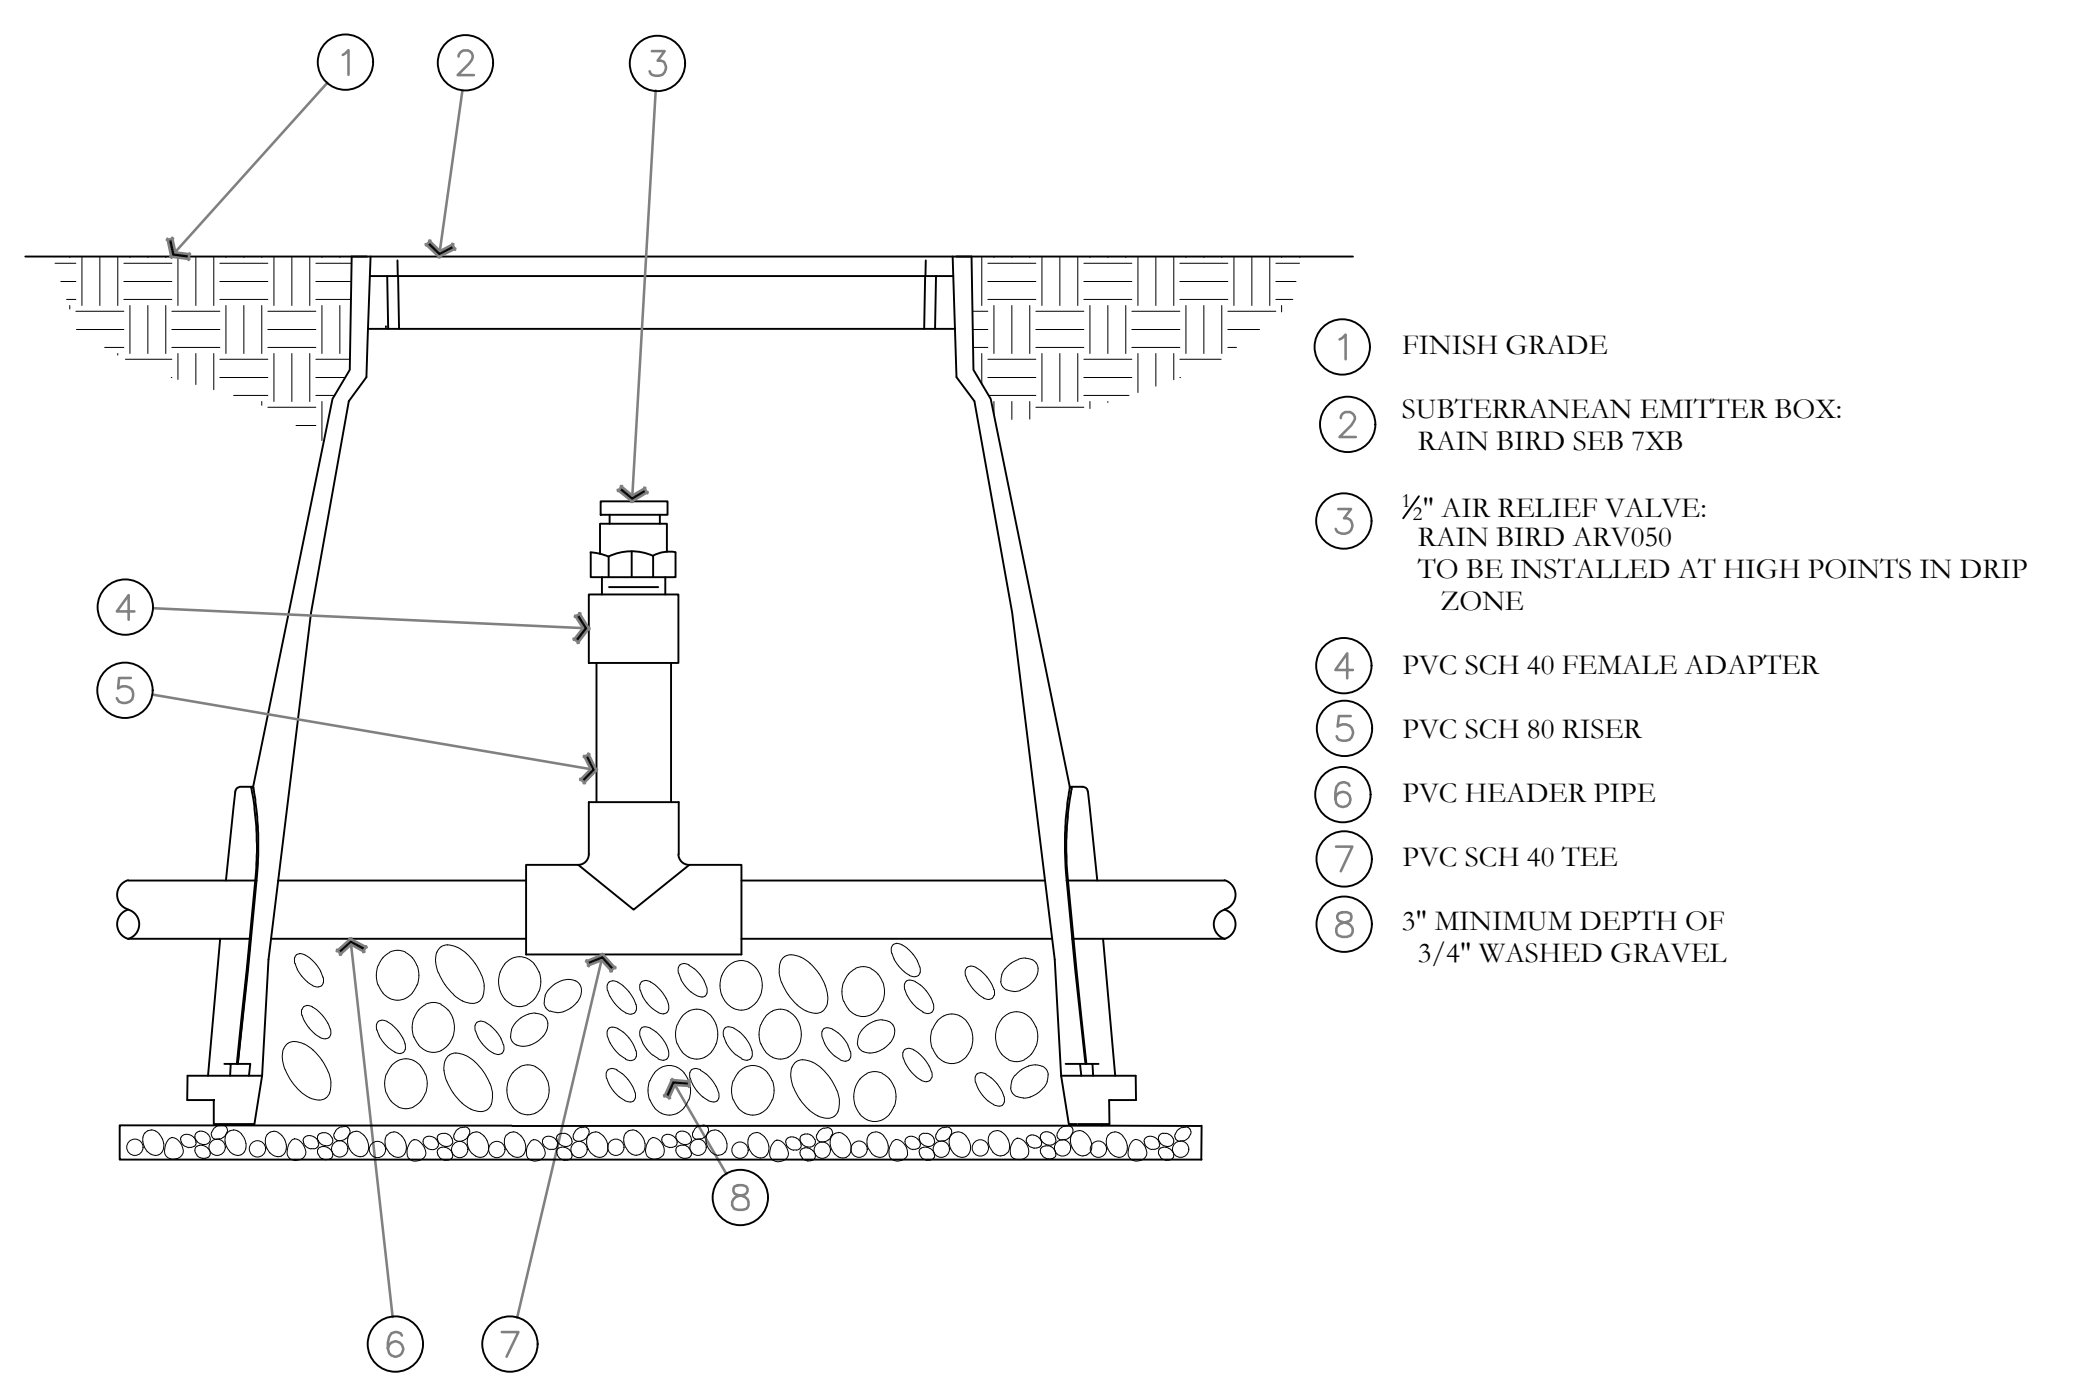 1
2
3
4
5
6
7
8
1 FINISH GRADE
2 SUBTERRANEAN EMITTER BOX:
RAIN BIRD SEB 7XB
3 ½" AIR RELIEF VALVE:
RAIN BIRD ARV050
TO BE INSTALLED AT HIGH POINTS IN DRIP
ZONE
4 PVC SCH 40 FEMALE ADAPTER
5 PVC SCH 80 RISER
6 PVC HEADER PIPE
7 PVC SCH 40 TEE
8 3" MINIMUM DEPTH OF
3/4" WASHED GRAVEL